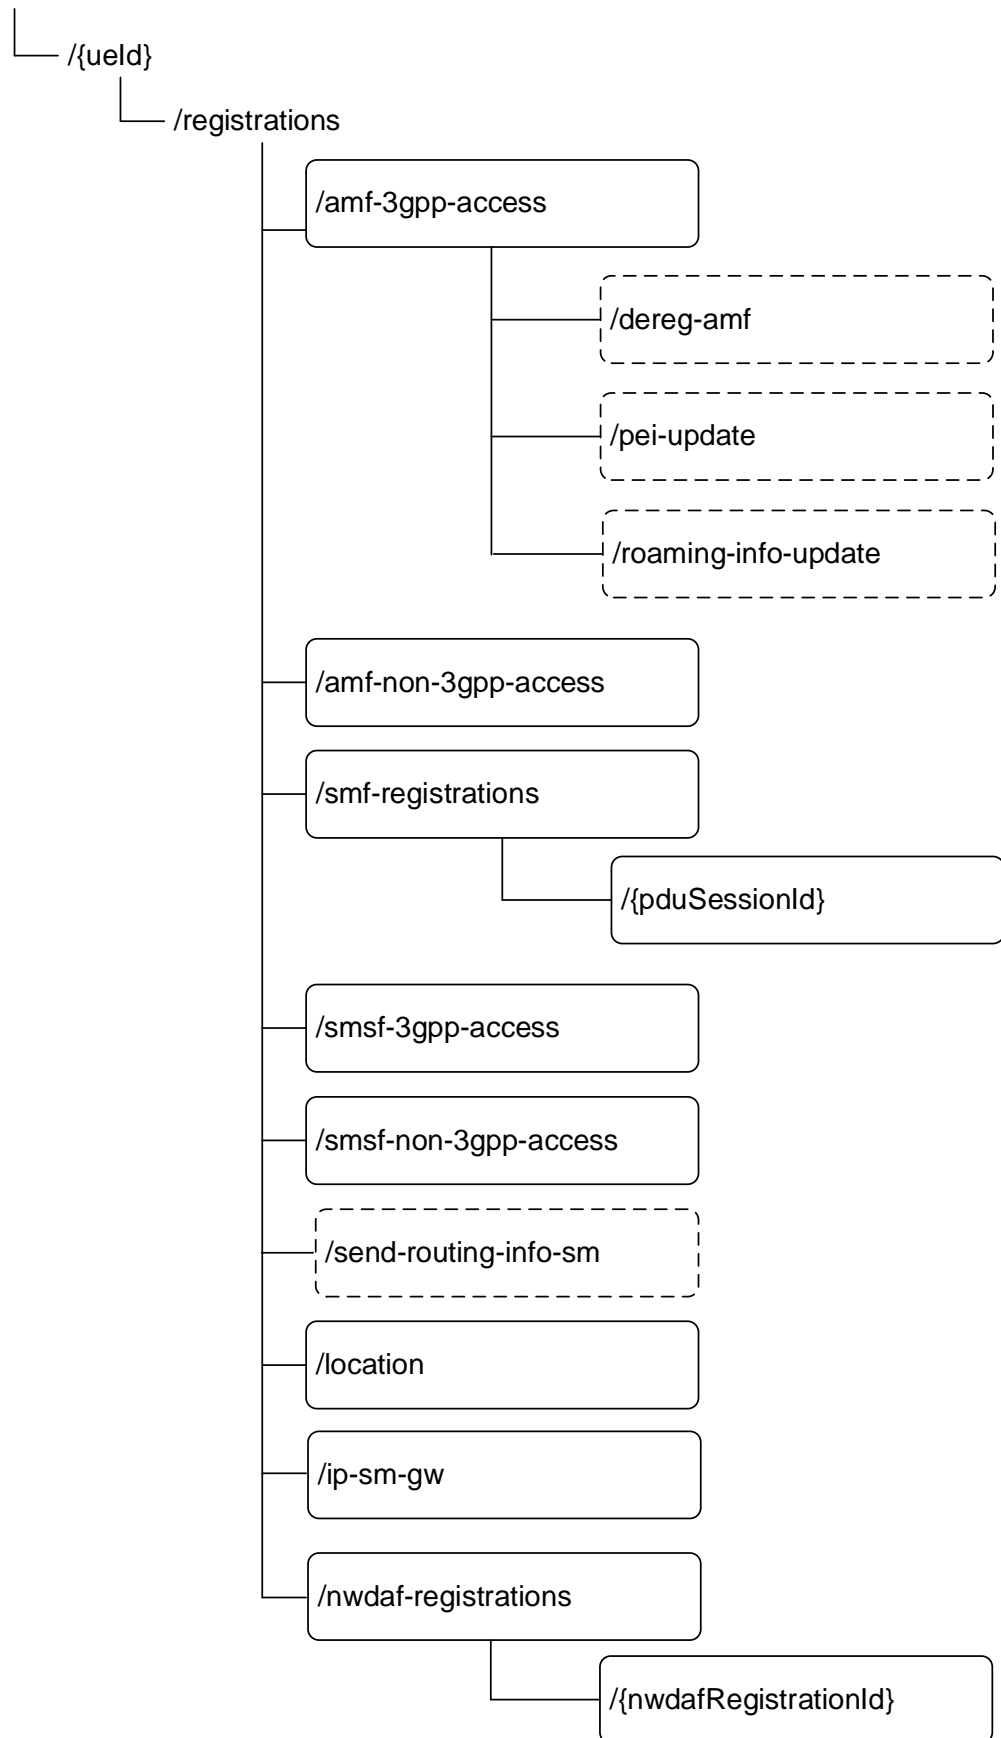 /{ueId}
/registrations
/amf-3gpp-access
/dereg-amf
/pei-update
/roaming-info-update
/amf-non-3gpp-access
/smf-registrations
/{pduSessionId}
/smsf-3gpp-access
/smsf-non-3gpp-access
/send-routing-info-sm
/location
/ip-sm-gw
/nwdaf-registrations
/{nwdafRegistrationId}